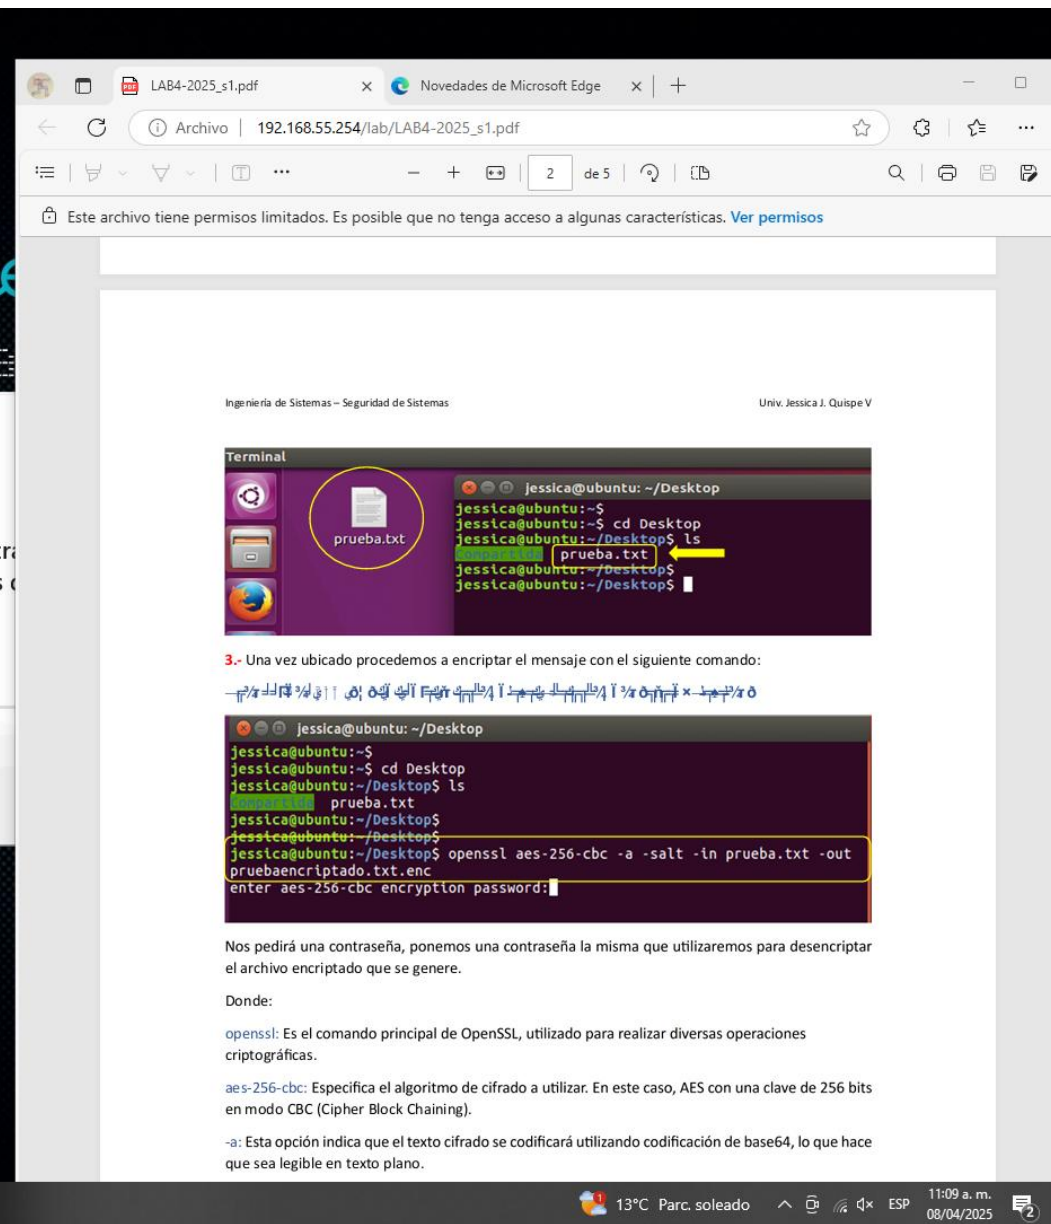 LAB4-2025_s1.pdf
Novedades de Microsoft Edge
Archivo | 192.168.55.254/lab/LAB4-2025_s1.pdf
2 de 5
Este archivo tiene permisos limitados. Es posible que no tenga acceso a algunas características. Ver permisos
Ingeniería de Sistemas – Seguridad de Sistemas
Univ. Jessica J. Quispe V
Terminal
prueba.txt
jessica@ubuntu: ~/Desktop
jessica@ubuntu:~$
jessica@ubuntu:~$ cd Desktop
jessica@ubuntu:~/Desktop$ ls
Compartida prueba.txt
jessica@ubuntu:~/Desktop$
jessica@ubuntu:~/Desktop$
3.- Una vez ubicado procedemos a encriptar el mensaje con el siguiente comando:
jessica@ubuntu: ~/Desktop
jessica@ubuntu:~$
jessica@ubuntu:~$ cd Desktop
jessica@ubuntu:~/Desktop$ ls
Compartida prueba.txt
jessica@ubuntu:~/Desktop$
jessica@ubuntu:~/Desktop$
jessica@ubuntu:~/Desktop$ openssl aes-256-cbc -a -salt -in prueba.txt -out
pruebaencriptado.txt.enc
enter aes-256-cbc encryption password:
Nos pedirá una contraseña, ponemos una contraseña la misma que utilizaremos para desencriptar
el archivo encriptado que se genere.
Donde:
openssl: Es el comando principal de OpenSSL, utilizado para realizar diversas operaciones
criptográficas.
aes-256-cbc: Especifica el algoritmo de cifrado a utilizar. En este caso, AES con una clave de 256 bits
en modo CBC (Cipher Block Chaining).
-a: Esta opción indica que el texto cifrado se codificará utilizando codificación de base64, lo que hace
que sea legible en texto plano.
13°C Parc. soleado
ESP
11:09 a. m.
08/04/2025
2